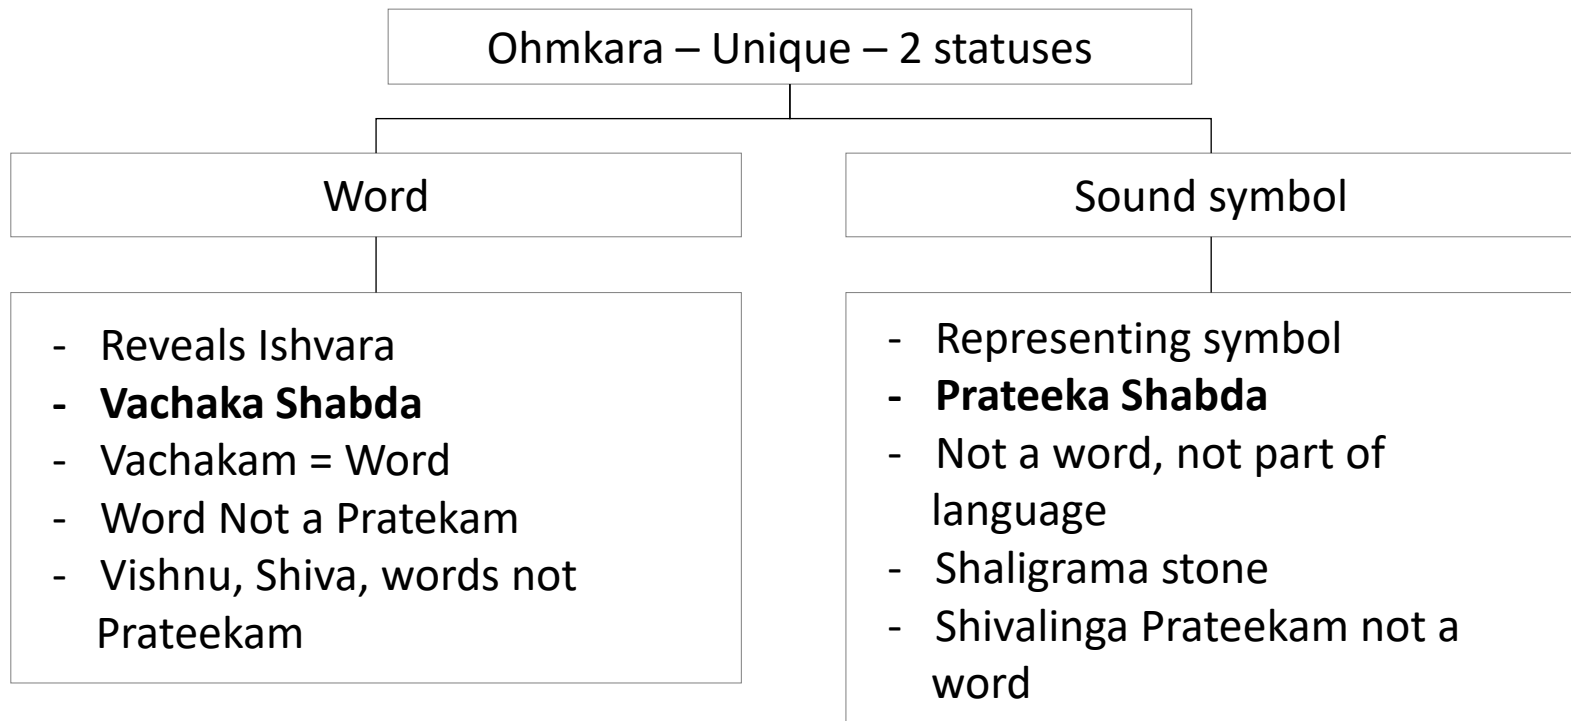 Ohmkara – Unique – 2 statuses
Word
- Reveals Ishvara
- Vachaka Shabda
- Vachakam = Word
- Word Not a Pratekam
- Vishnu, Shiva, words not
Prateekam
Sound symbol
- Representing symbol
- Prateeka Shabda
- Not a word, not part of
language
- Shaligrama stone
- Shivalinga Prateekam not a
word